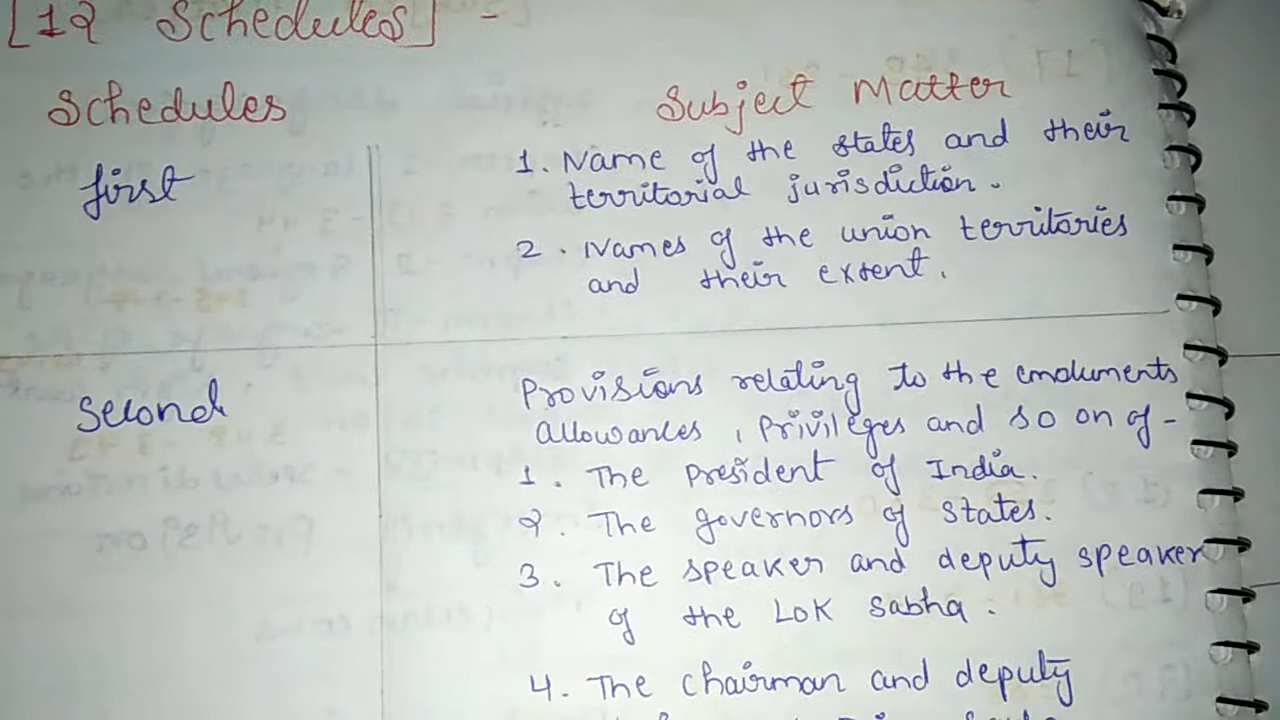 [12 Schedules] -
Schedules
Subject Matter
first
1. Name of the states and their
territorial jurisdiction.
2. Names of the union territories
and their extent.
Second
Provisions relating to the emoluments
allowances, privileges and so on of -
1. The President of India.
2. The governors of states.
3. The speaker and deputy speaker
of the Lok Sabha.
4. The chairman and deputy